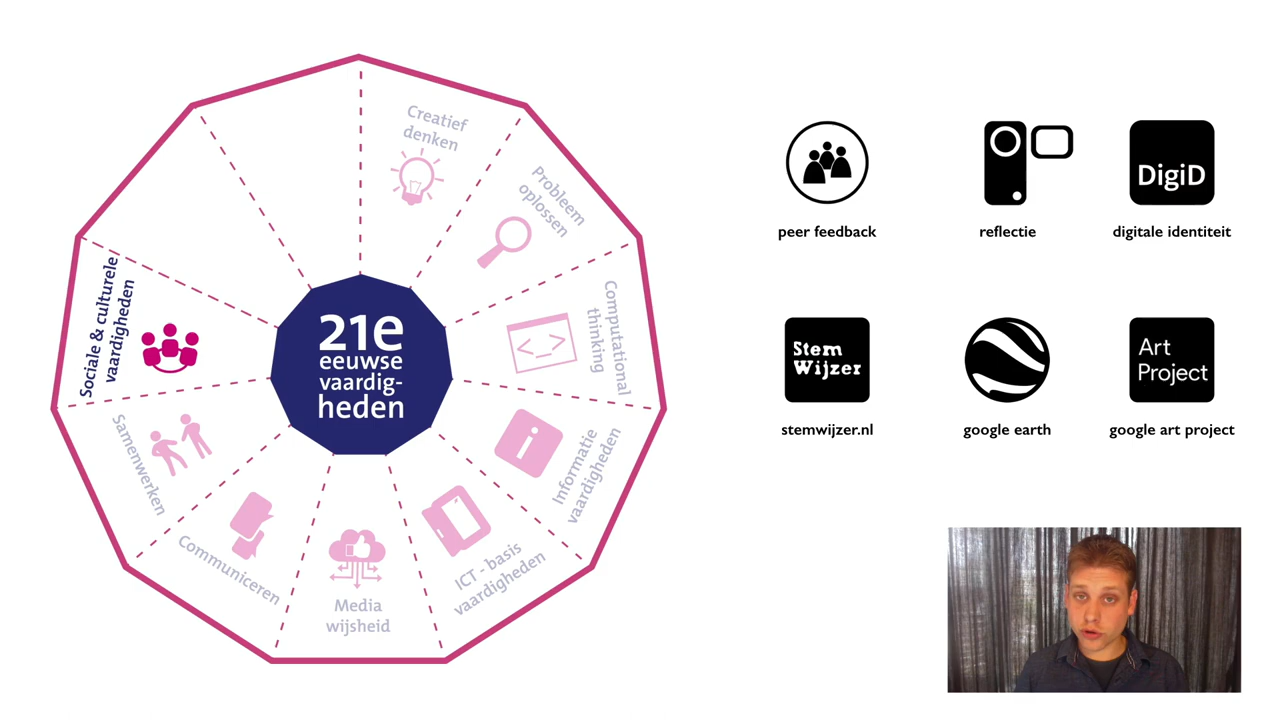 Creatief
denken
Probleem
oplossen
Computational
thinking
Informatie
vaardigheden
ICT - basis
vaardigheden
Media
wijsheid
Communiceren
Samenwerken
Sociale & culturele
vaardigheden
21e
eeuwse
vaardig-
heden
peer feedback
reflectie
DigiD
digitale identiteit
Stem
Wijzer
stemwijzer.nl
google earth
Art
Project
google art project